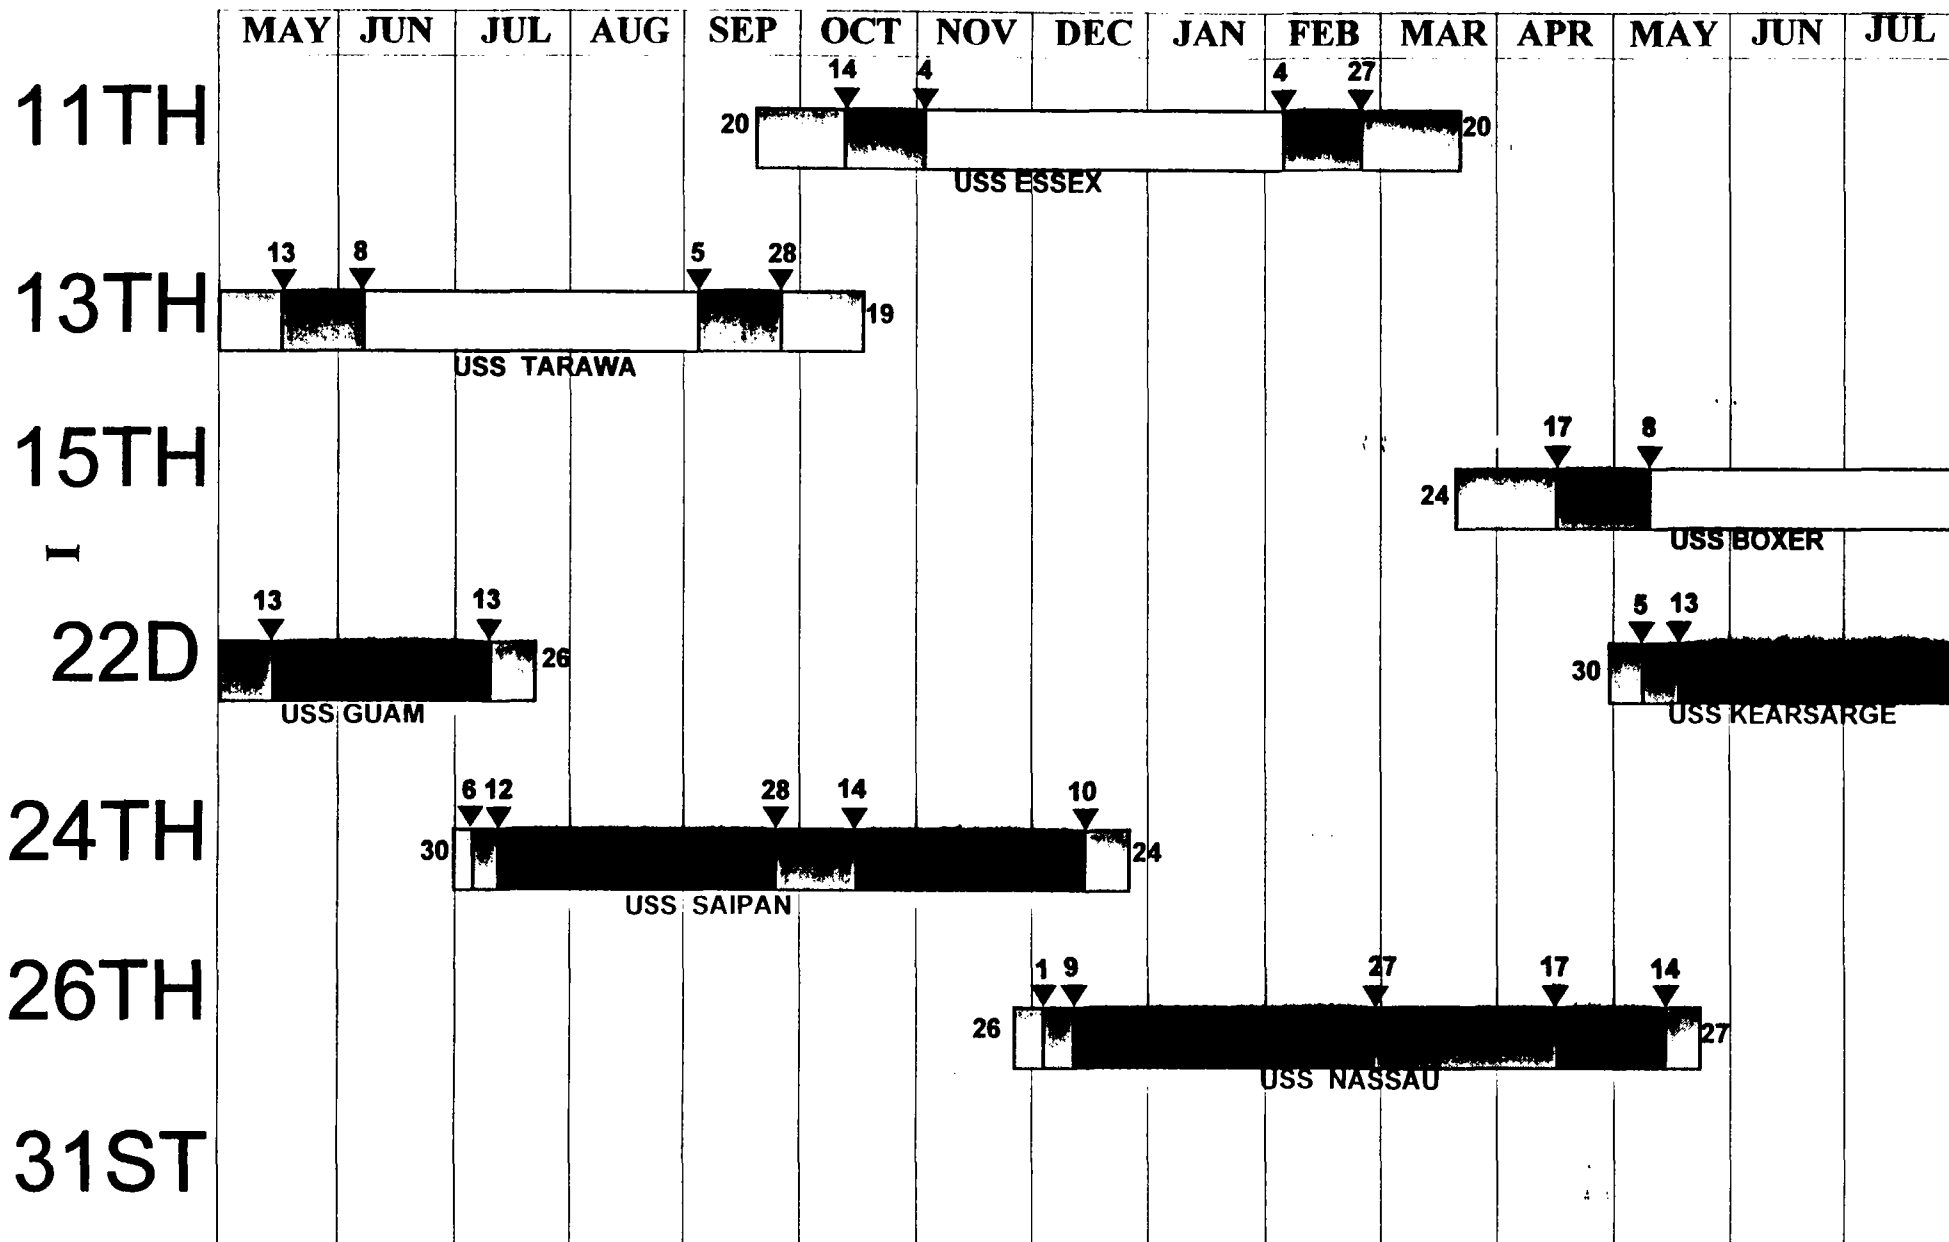 MAY JUN JUL AUG SEP OCT NOV DEC JAN FEB MAR APR MAY JUN JUL
14 4 4 27
11TH 20 20
USS ESSEX
13 8 5 28
13TH 19
USS TARAWA
17 8
15TH 24
USS BOXER
I
13 13 5 13
22D 26 30
USS GUAM USS KEARSARGE
6 12 28 14 10
24TH 30 24
USS SAIPAN
1 9 27 17 14
26TH 26 27
USS NASSAU
31ST